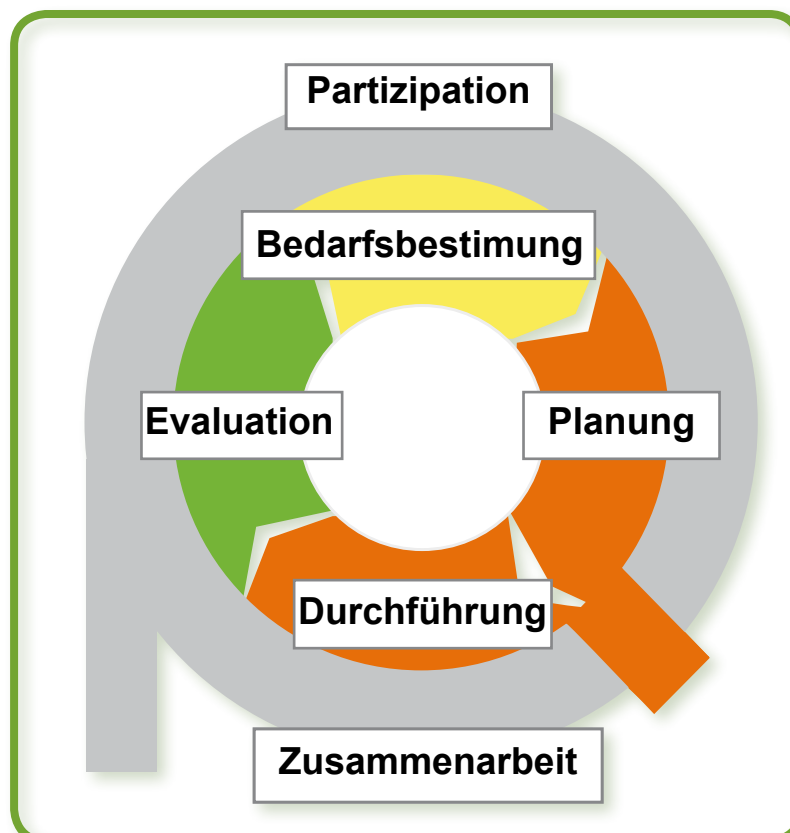 Partizipation
Bedarfsbestimung
Evaluation
Planung
Durchführung
Zusammenarbeit